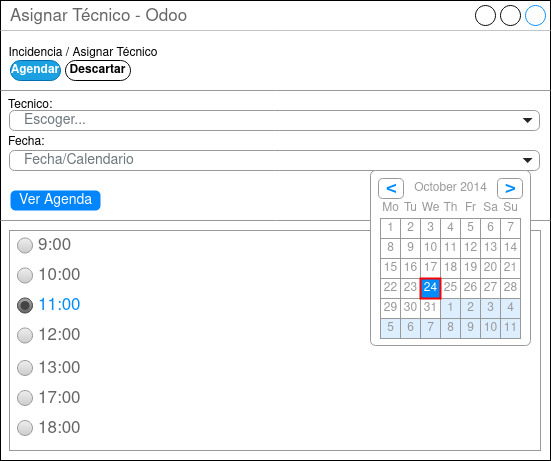 Asignar Técnico - Odoo
Incidencia / Asignar Técnico
Agendar Descartar
Tecnico:
Escoger...
Fecha:
Fecha/Calendario
Ver Agenda
< October 2014 >
Mo Tu We Th Fr Sa Su
1 2 3 4 5 6 7
8 9 10 11 12 13 14
15 16 17 18 19 20 21
22 23 24 25 26 27 28
29 30 31 1 2 3 4
5 6 7 8 9 10 11
9:00
10:00
11:00
12:00
13:00
17:00
18:00